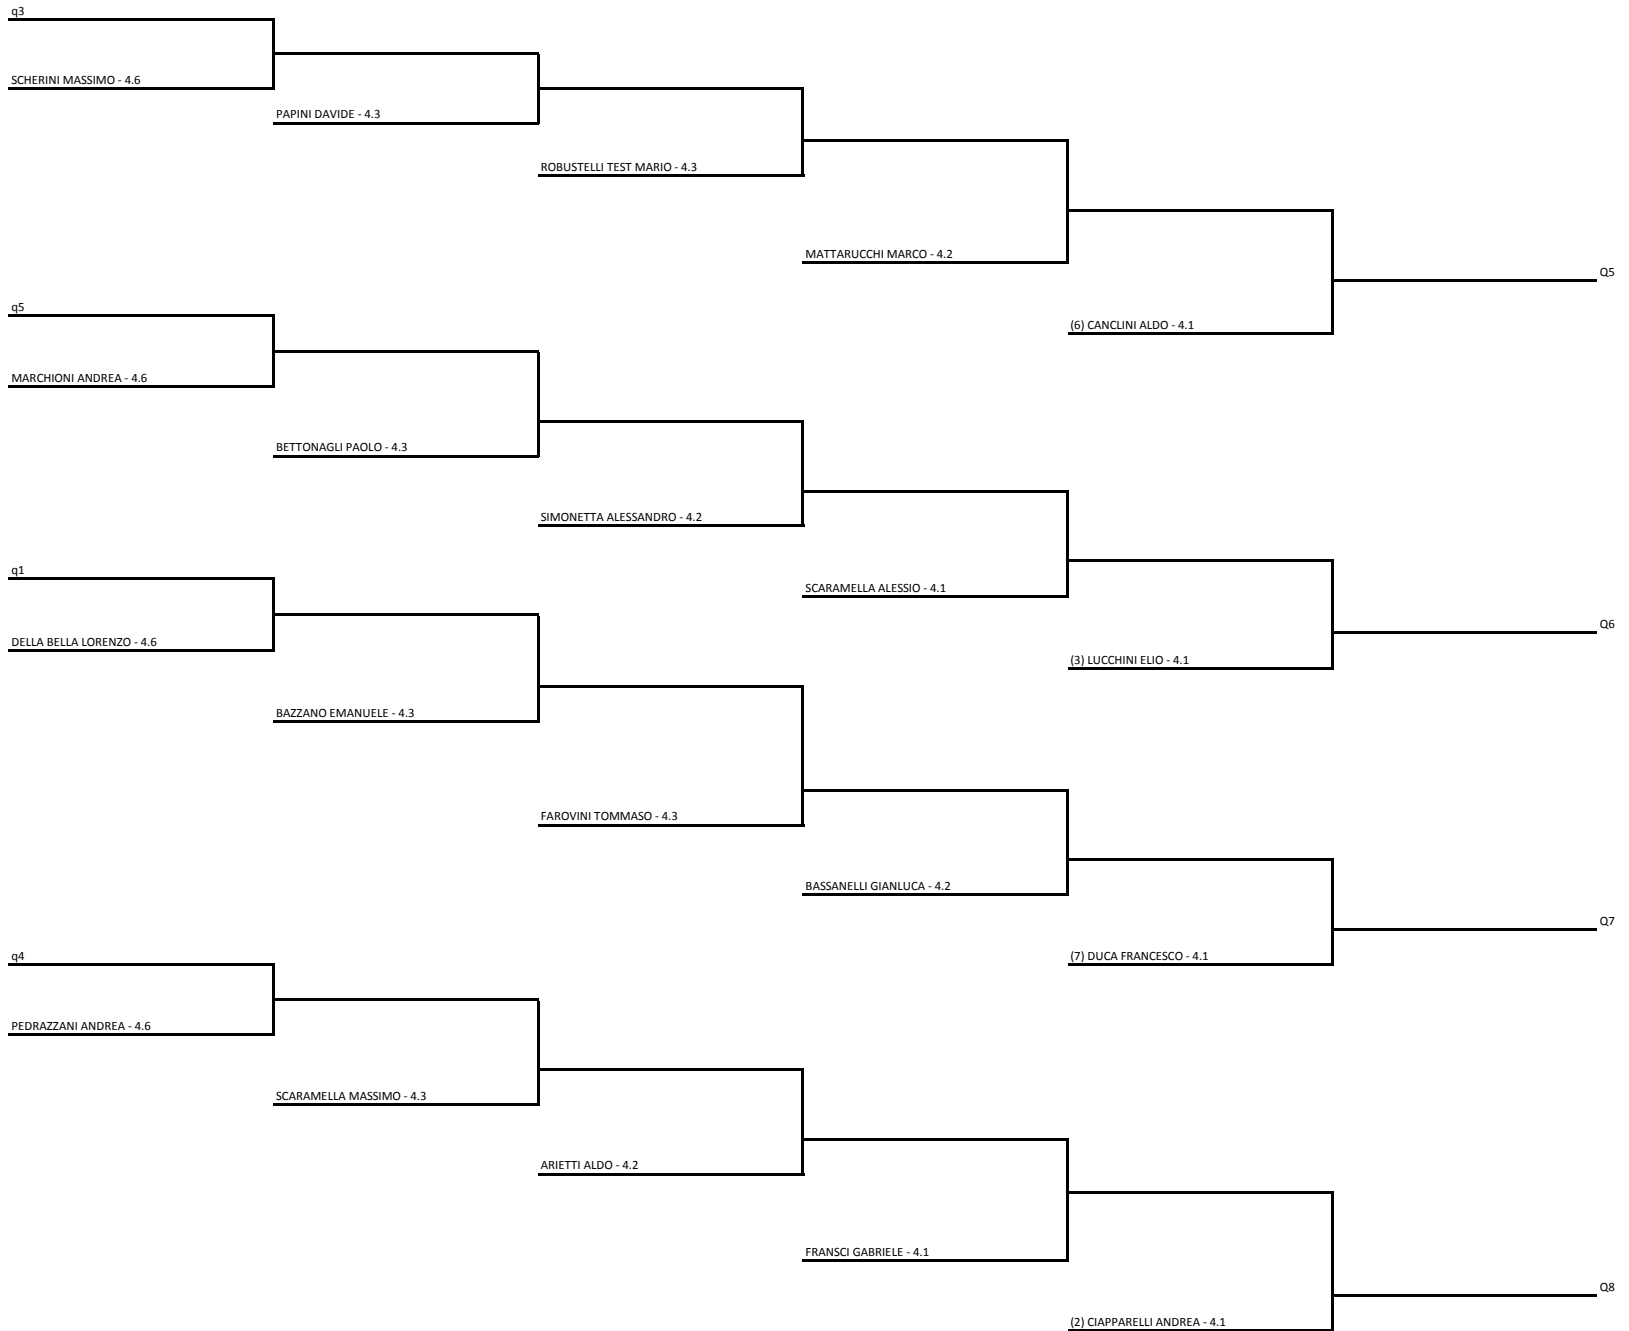 q3
SCHERINI MASSIMO - 4.6
PAPINI DAVIDE - 4.3
ROBUSTELLI TEST MARIO - 4.3
MATTARUCCHI MARCO - 4.2
Q5
q5
(6) CANCLINI ALDO - 4.1
MARCHIONI ANDREA - 4.6
BETTONAGLI PAOLO - 4.3
SIMONETTA ALESSANDRO - 4.2
q1
SCARAMELLA ALESSIO - 4.1
Q6
DELLA BELLA LORENZO - 4.6
(3) LUCCHINI ELIO - 4.1
BAZZANO EMANUELE - 4.3
FAROVINI TOMMASO - 4.3
BASSANELLI GIANLUCA - 4.2
Q7
q4
(7) DUCA FRANCESCO - 4.1
PEDRAZZANI ANDREA - 4.6
SCARAMELLA MASSIMO - 4.3
ARIETTI ALDO - 4.2
FRANSCI GABRIELE - 4.1
Q8
(2) CIAPPARELLI ANDREA - 4.1